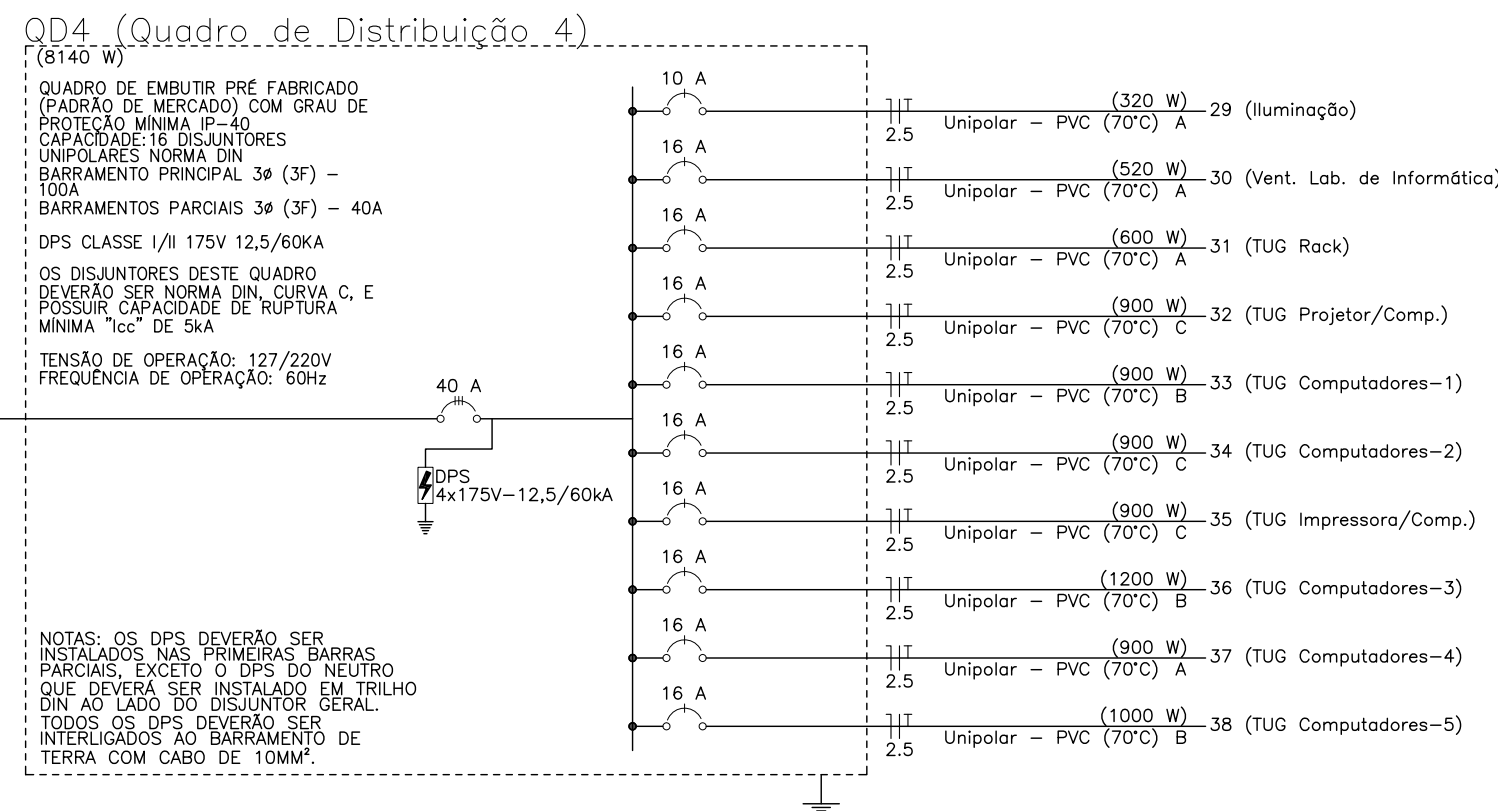 QD4 (Quadro de Distribuição 4)
(8140 W)
QUADRO DE EMBUTIR PRÉ FABRICADO
(PADRÃO DE MERCADO) COM GRAU DE
PROTEÇÃO MÍNIMA IP-40
CAPACIDADE:16 DISJUNTORES
UNIPOLARES NORMA DIN
BARRAMENTO PRINCIPAL 3ø (3F) -
100A
BARRAMENTOS PARCIAIS 3ø (3F) - 40A
DPS CLASSE I/II 175V 12,5/60KA
OS DISJUNTORES DESTE QUADRO
DEVERÃO SER NORMA DIN, CURVA C, E
POSSUIR CAPACIDADE DE RUPTURA
MÍNIMA "Icc" DE 5kA
TENSÃO DE OPERAÇÃO: 127/220V
FREQUÊNCIA DE OPERAÇÃO: 60Hz
40 A
DPS
4x175V-12,5/60kA
NOTAS: OS DPS DEVERÃO SER
INSTALADOS NAS PRIMEIRAS BARRAS
PARCIAIS, EXCETO O DPS DO NEUTRO
QUE DEVERÁ SER INSTALADO EM TRILHO
DIN AO LADO DO DISJUNTOR GERAL.
TODOS OS DPS DEVERÃO SER
INTERLIGADOS AO BARRAMENTO DE
TERRA COM CABO DE 10MM².
10 A
(320 W)
29 (Iluminação)
2.5 Unipolar - PVC (70°C) A
16 A
(520 W)
30 (Vent. Lab. de Informática)
2.5 Unipolar - PVC (70°C) A
16 A
(600 W)
31 (TUG Rack)
2.5 Unipolar - PVC (70°C) A
16 A
(900 W)
32 (TUG Projetor/Comp.)
2.5 Unipolar - PVC (70°C) C
16 A
(900 W)
33 (TUG Computadores-1)
2.5 Unipolar - PVC (70°C) B
16 A
(900 W)
34 (TUG Computadores-2)
2.5 Unipolar - PVC (70°C) C
16 A
(900 W)
35 (TUG Impressora/Comp.)
2.5 Unipolar - PVC (70°C) C
16 A
(1200 W)
36 (TUG Computadores-3)
2.5 Unipolar - PVC (70°C) B
16 A
(900 W)
37 (TUG Computadores-4)
2.5 Unipolar - PVC (70°C) A
16 A
(1000 W)
38 (TUG Computadores-5)
2.5 Unipolar - PVC (70°C) B